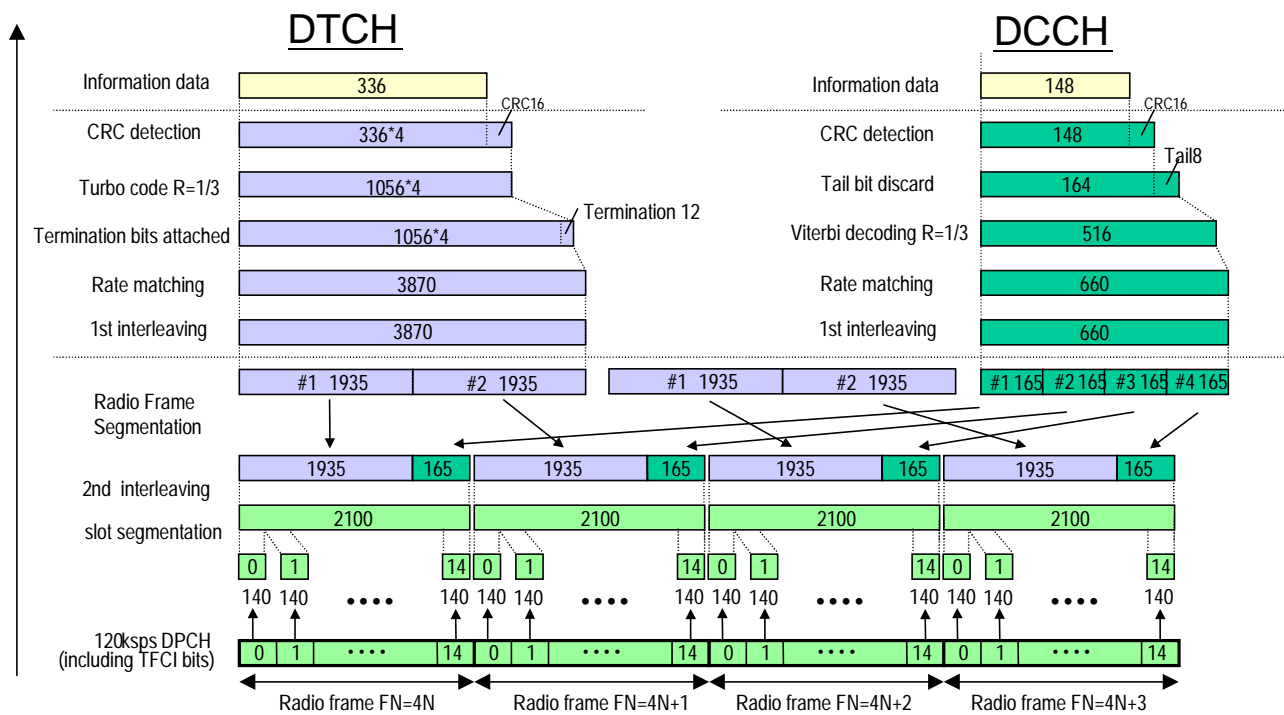 DTCH DCCH
Information data 336 Information data 148
CRC16 CRC16
CRC detection 336*4 CRC detection 148
Tail8
Turbo code R=1/3 1056*4 Tail bit discard 164
Termination 12
Termination bits attached 1056*4 Viterbi decoding R=1/3 516
Rate matching 3870 Rate matching 660
1st interleaving 3870 1st interleaving 660
#1 1935 #2 1935 #1 1935 #2 1935 #1 165 #2 165 #3 165 #4 165
Radio Frame
Segmentation
1935 165 1935 165 1935 165 1935 165
2nd interleaving
2100 2100 2100 2100
slot segmentation
0 1 14 0 1 14 0 1 14 0 1 14
140 140 •••• 140 140 140 •••• 140 140 140 •••• 140 140 140 •••• 140
120ksps DPCH
(including TFCI bits)
0 1 •••• 14 0 1 •••• 14 0 1 •••• 14 0 1 •••• 14
Radio frame FN=4N Radio frame FN=4N+1 Radio frame FN=4N+2 Radio frame FN=4N+3